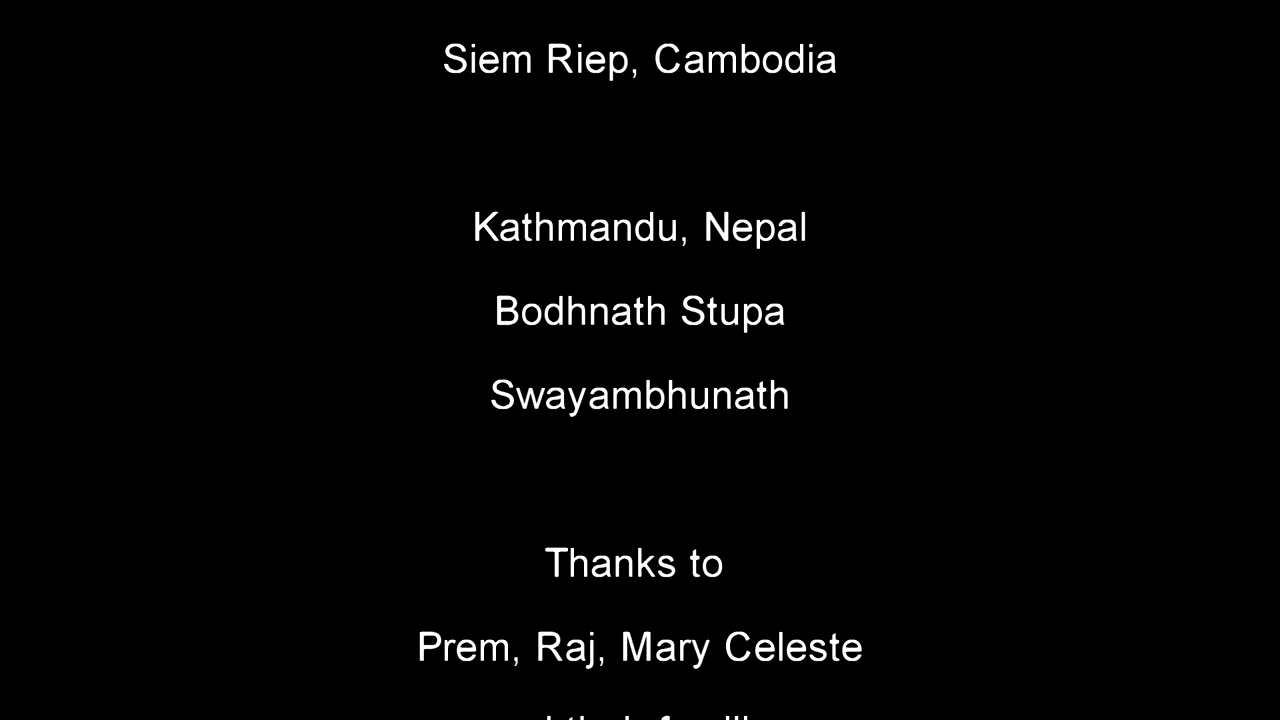 Siem Riep, Cambodia
Kathmandu, Nepal
Bodhnath Stupa
Swayambhunath
Thanks to
Prem, Raj, Mary Celeste